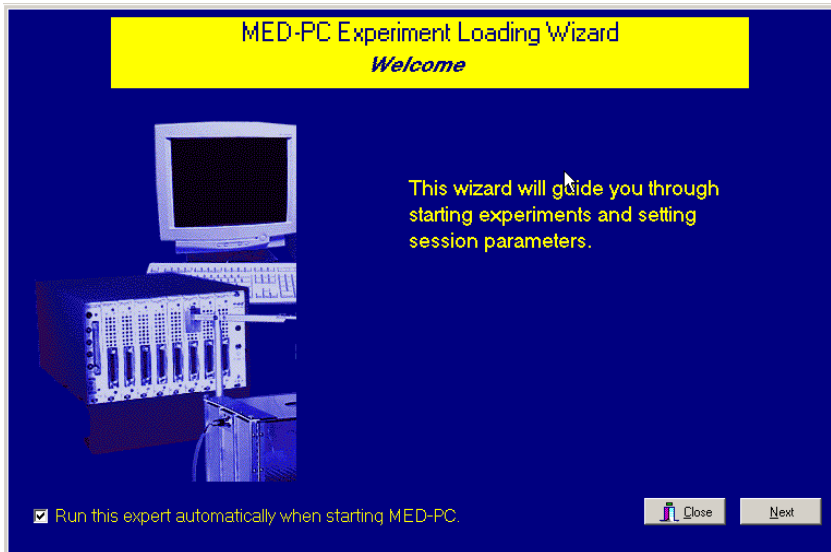 MED-PC Experiment Loading Wizard
Welcome
This wizard will guide you through
starting experiments and setting
session parameters.
Run this expert automatically when starting MED-PC.
Close
Next